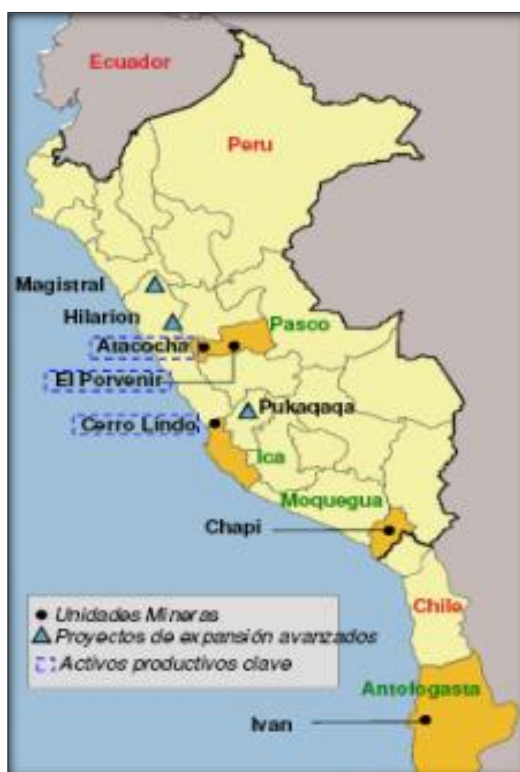 Ecuador
Peru
Magistral
Hilarion
Pasco
Atacocha
El Porvenir
Pukaqaqa
Cerro Lindo
Ica
Moquegua
Chapi
Chile
Unidades Mineras
Proyectos de expansión avanzados
Activos productivos clave
Antofagasta
Ivan